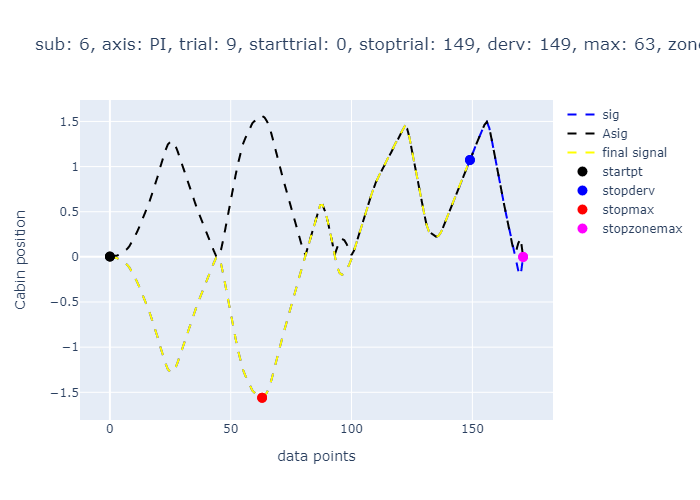 sub: 6, axis: PI, trial: 9, starttrial: 0, stoptrial: 149, derv: 149, max: 63, zone
sig
Asig
final signal
startpt
stopderv
stopmax
stopzonemax
Cabin position
1.5
1
0.5
0
−0.5
−1
−1.5
0
50
100
150
data points